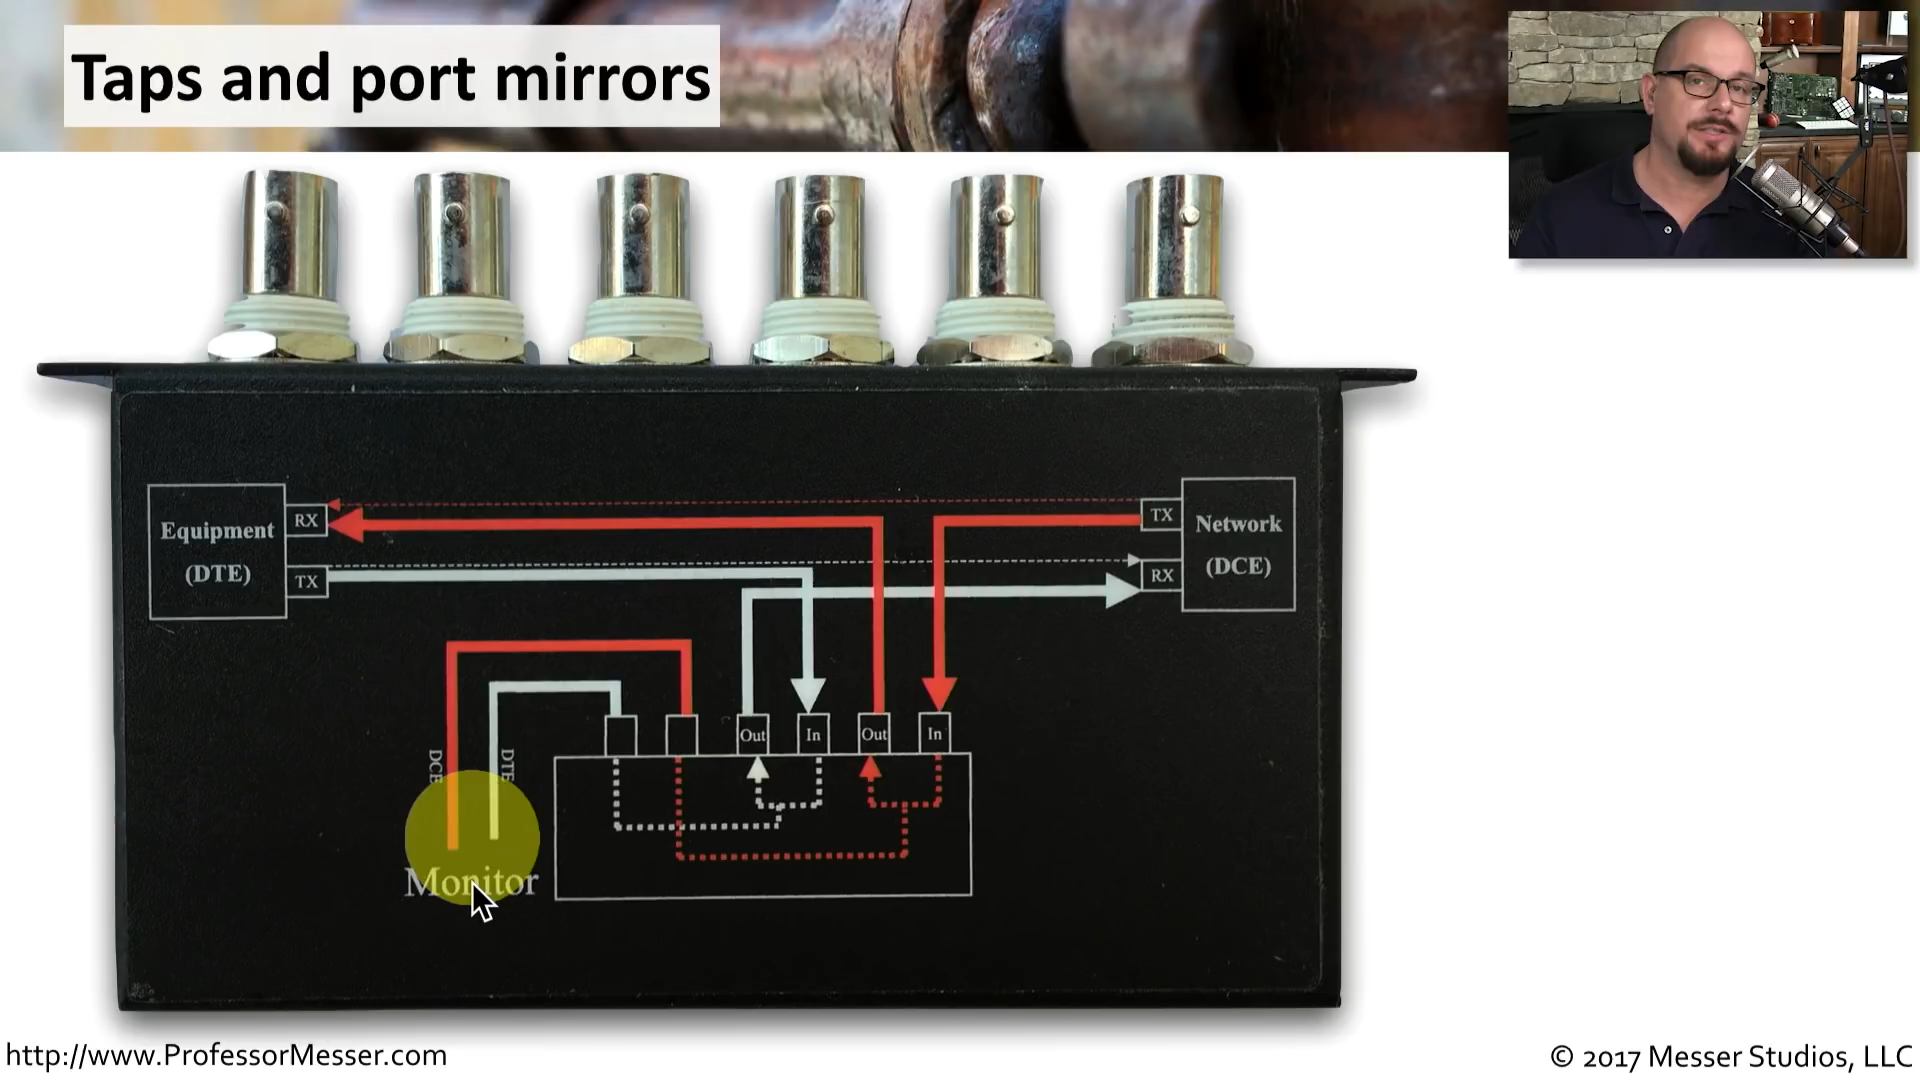 Taps and port mirrors
Equipment
(DTE)
RX
TX
TX
RX
Network
(DCE)
DCE
DTE
Out
In
Out
In
Monitor
http://www.ProfessorMesser.com
© 2017 Messer Studios, LLC